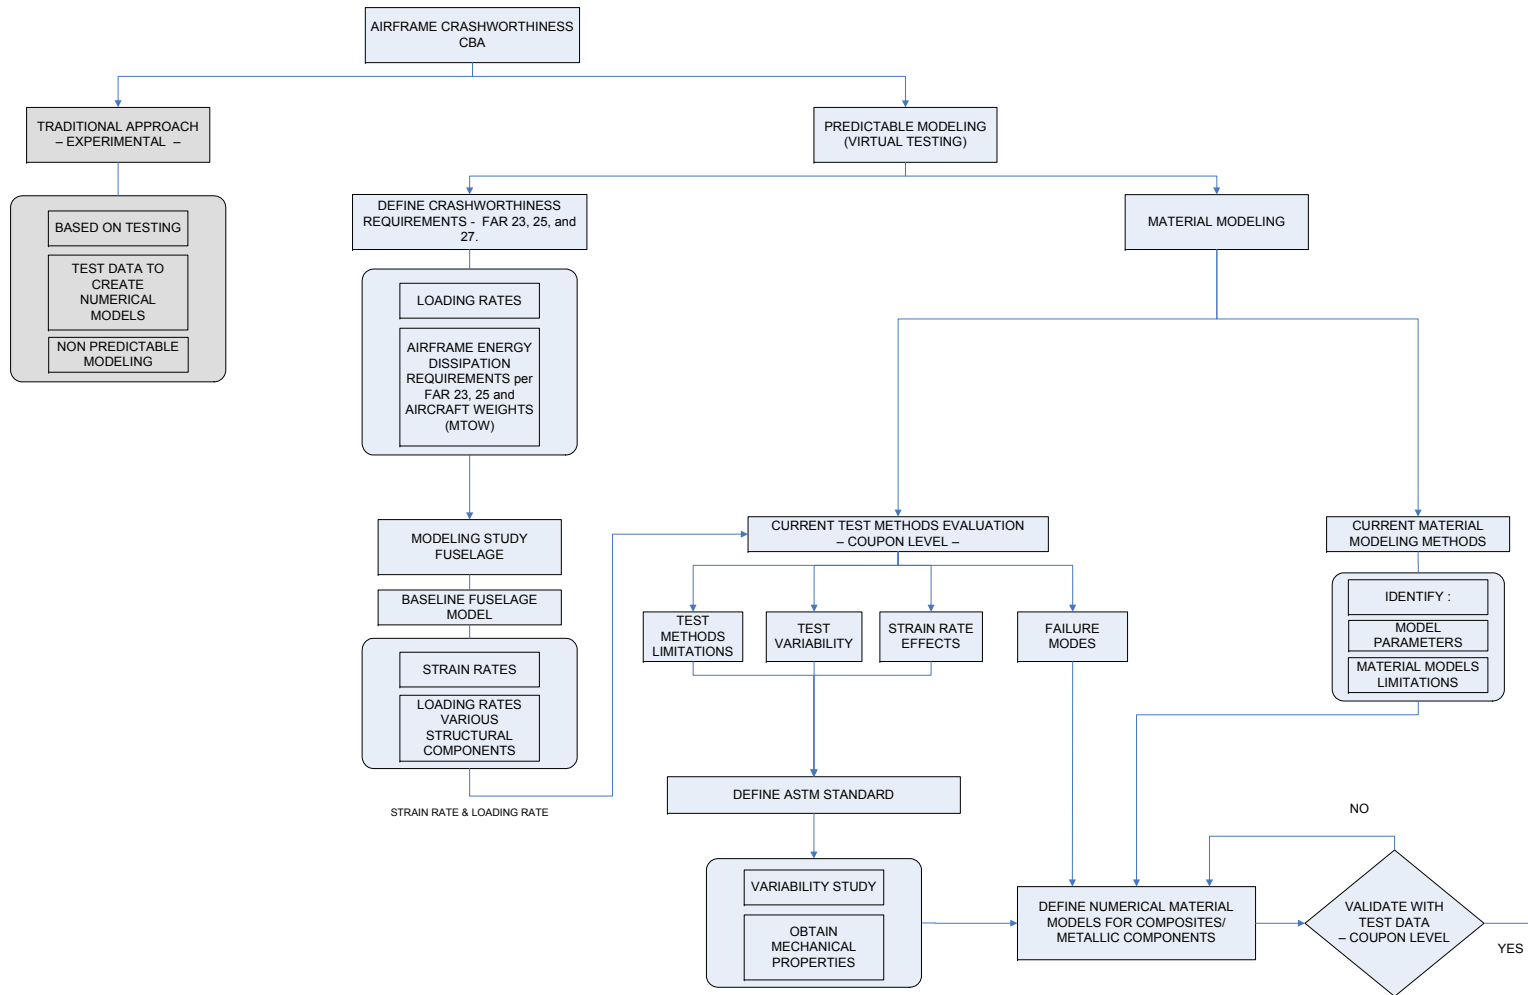 AIRFRAME CRASHWORTHINESS
CBA
TRADITIONAL APPROACH
– EXPERIMENTAL –
BASED ON TESTING
TEST DATA TO
CREATE
NUMERICAL
MODELS
NON PREDICTABLE
MODELING
PREDICTABLE MODELING
(VIRTUAL TESTING)
DEFINE CRASHWORTHINESS
REQUIREMENTS - FAR 23, 25, and
27.
LOADING RATES
AIRFRAME ENERGY
DISSIPATION
REQUIREMENTS per
FAR 23, 25 and
AIRCRAFT WEIGHTS
(MTOW)
MODELING STUDY
FUSELAGE
BASELINE FUSELAGE
MODEL
STRAIN RATES
LOADING RATES
VARIOUS
STRUCTURAL
COMPONENTS
STRAIN RATE & LOADING RATE
MATERIAL MODELING
CURRENT TEST METHODS EVALUATION
– COUPON LEVEL –
TEST
METHODS
LIMITATIONS
TEST
VARIABILITY
STRAIN RATE
EFFECTS
FAILURE
MODES
CURRENT MATERIAL
MODELING METHODS
IDENTIFY :
MODEL
PARAMETERS
MATERIAL MODELS
LIMITATIONS
DEFINE ASTM STANDARD
VARIABILITY STUDY
OBTAIN
MECHANICAL
PROPERTIES
DEFINE NUMERICAL MATERIAL
MODELS FOR COMPOSITES/
METALLIC COMPONENTS
NO
VALIDATE WITH
TEST DATA
– COUPON LEVEL
YES